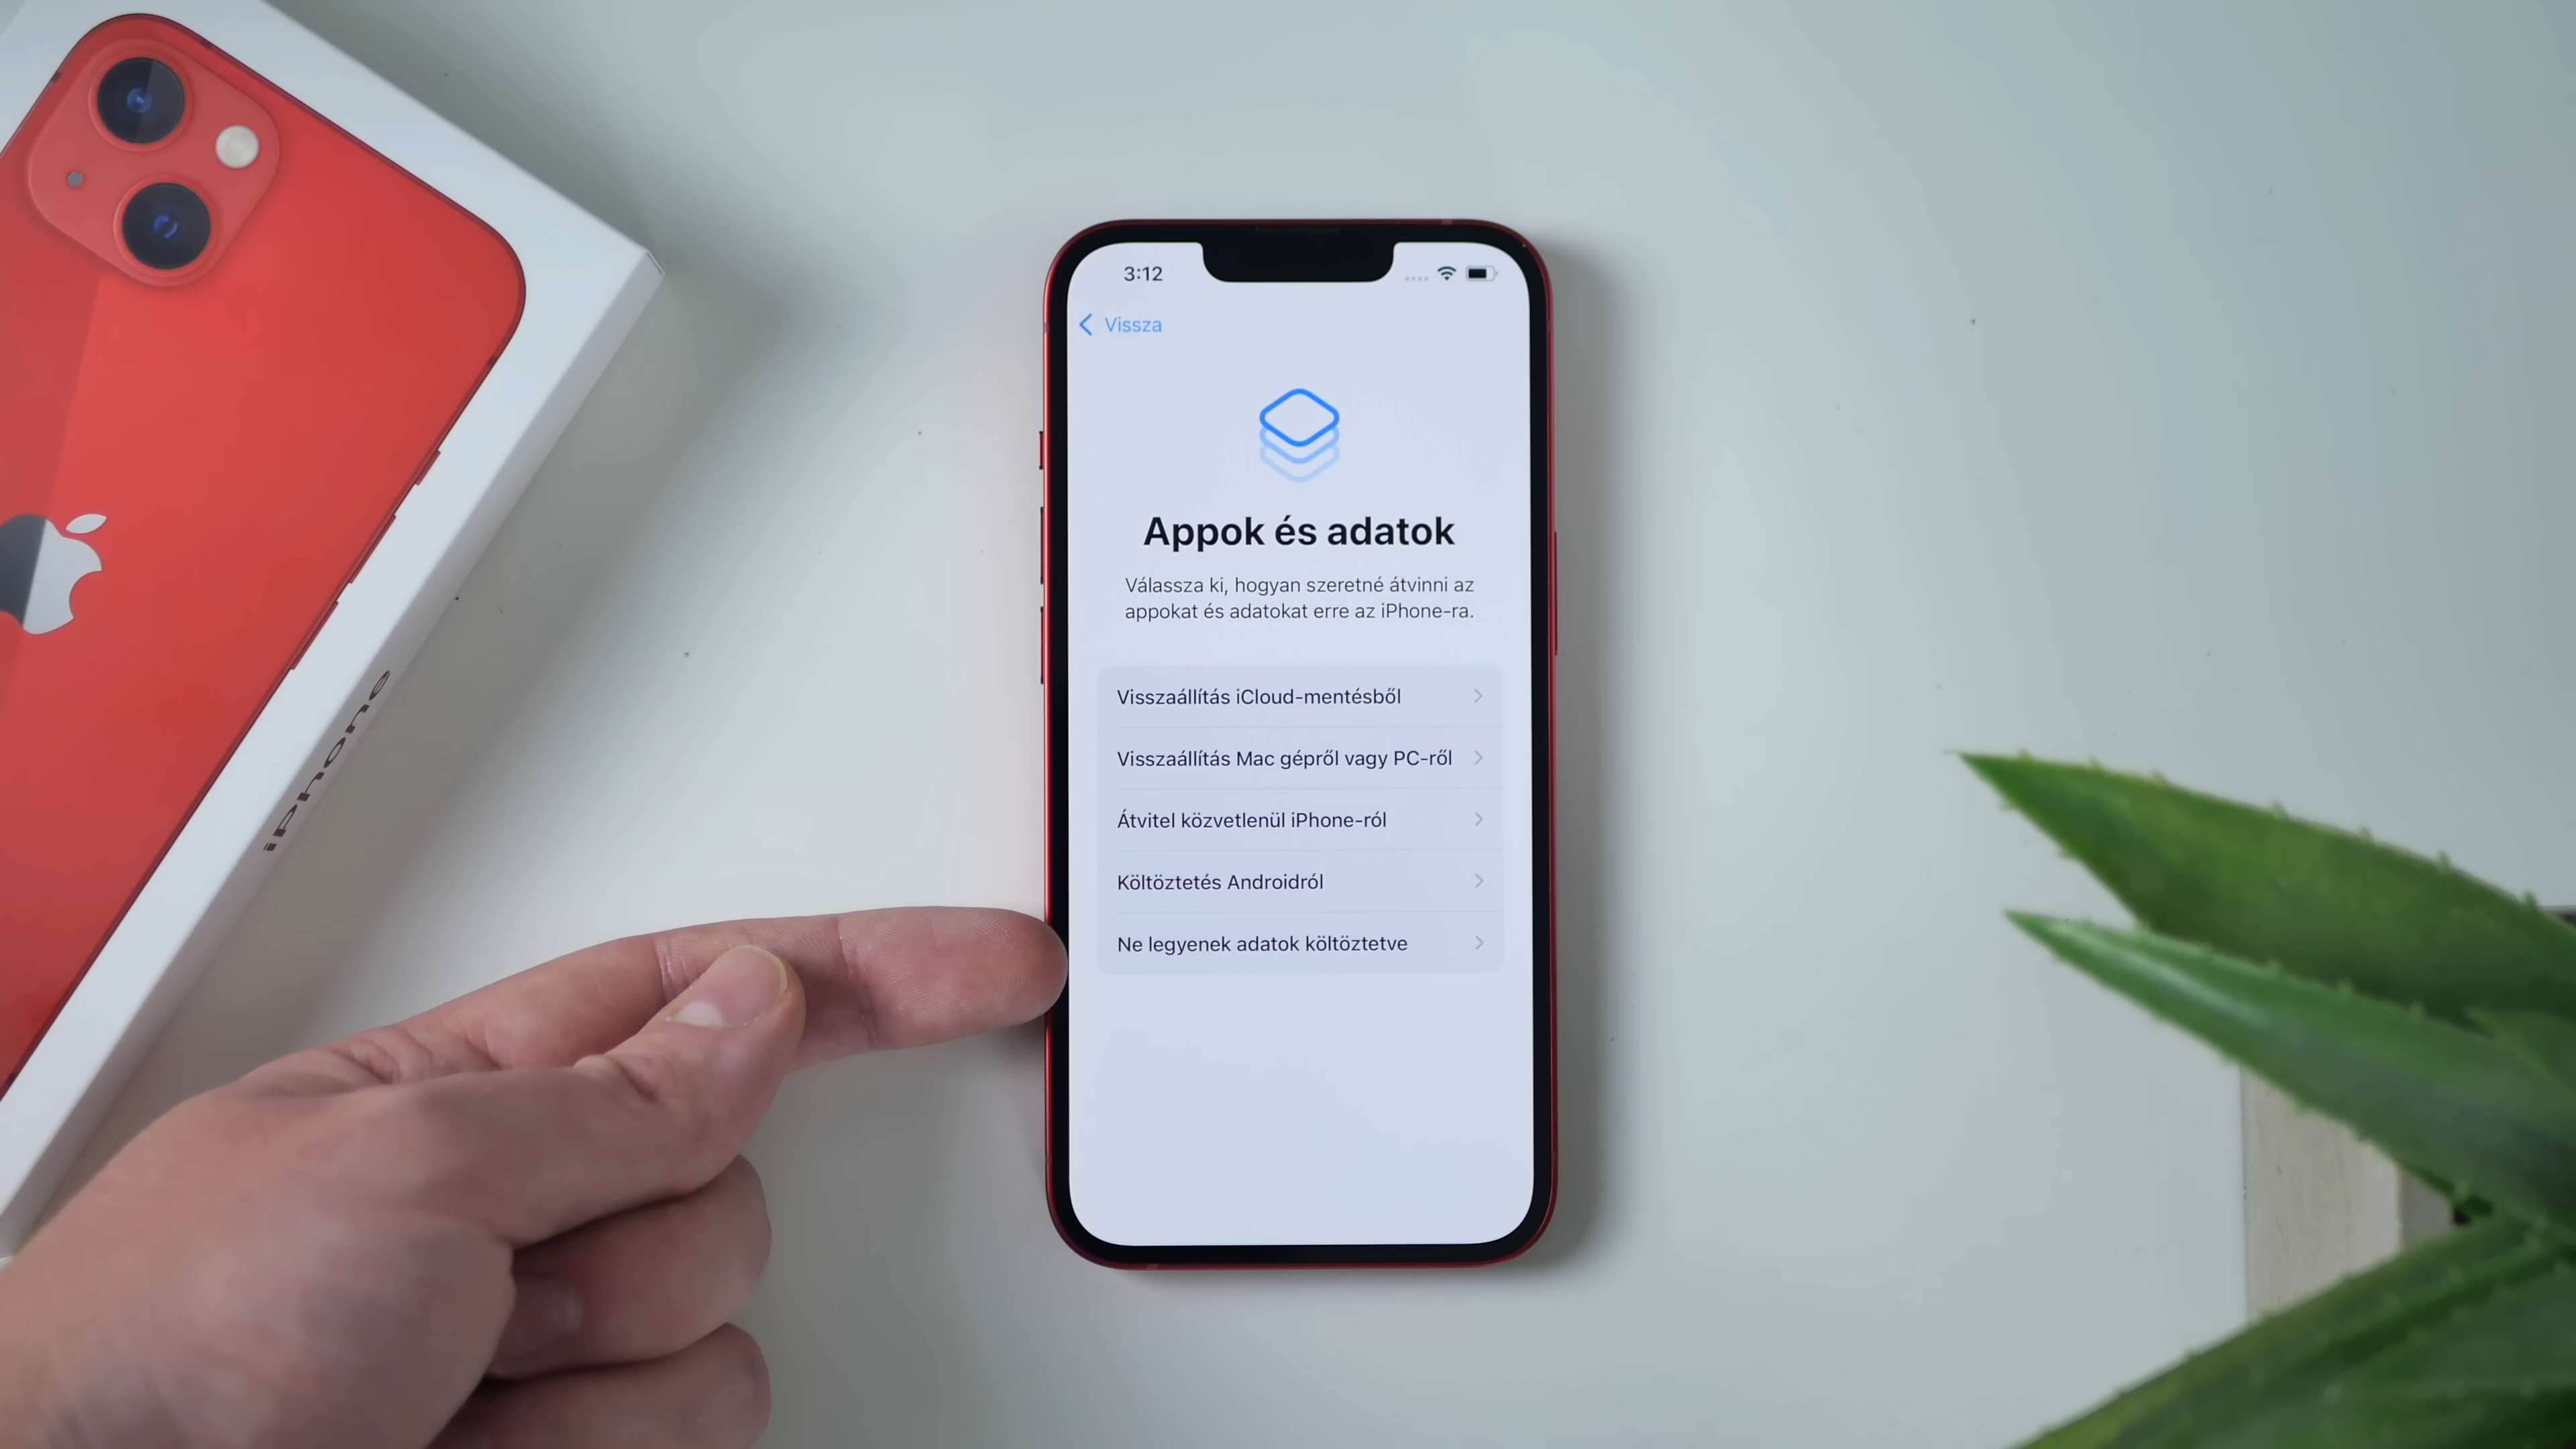 3:12
Vissza
Appok és adatok
Válassza ki, hogyan szeretné átvinni az
appokat és adatokat erre az iPhone-ra.
Visszaállítás iCloud-mentésből
Visszaállítás Mac gépről vagy PC-ről
Átvitel közvetlenül iPhone-ról
Költöztetés Androidról
Ne legyenek adatok költöztetve
iPhone